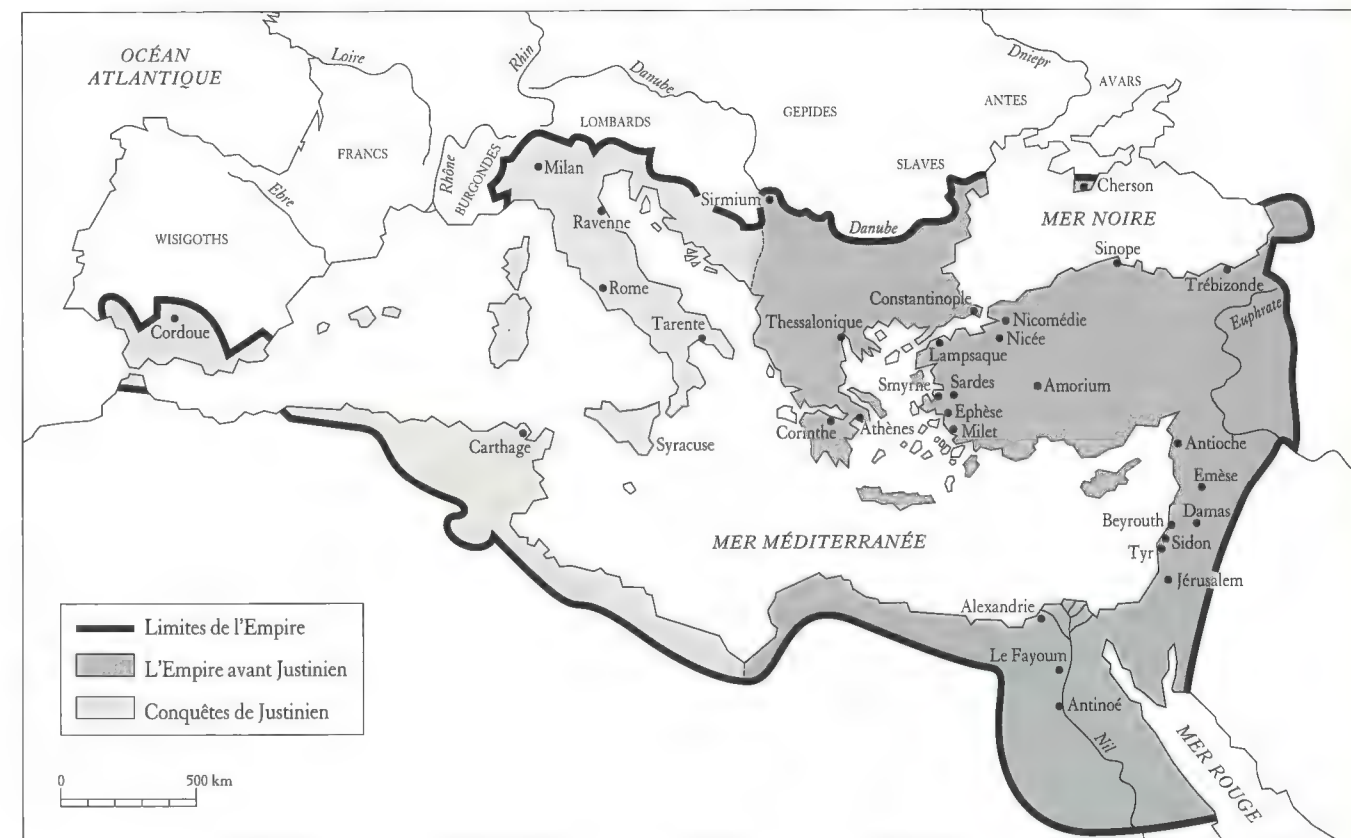 OCÉAN
ATLANTIQUE
Loire
Rhin
Danube
Dniepr
AVARS
ANTES
GEPIDES
LOMBARDS
FRANCS
Rhône
BURGONDES
SLAVES
Milan
Cherson
Ebre
Sirmium
Ravenne
Danube
MER NOIRE
WISIGOTHS
Sinope
Trébizonde
Rome
Constantinople
Euphrate
Cordoue
Tarente
Thessalonique
Nicomédie
Nicée
Lampsaque
Smyrne
Sardes
Amorium
Ephèse
Corinthe
Athènes
Milet
Carthage
Syracuse
Antioche
Emèse
Damas
Beyrouth
MER MÉDITERRANÉE
Sidon
Tyr
Jérusalem
Alexandrie
Le Fayoum
Antinoé
Nil
MER ROUGE
Limites de l'Empire
L'Empire avant Justinien
Conquêtes de Justinien
0 500 km